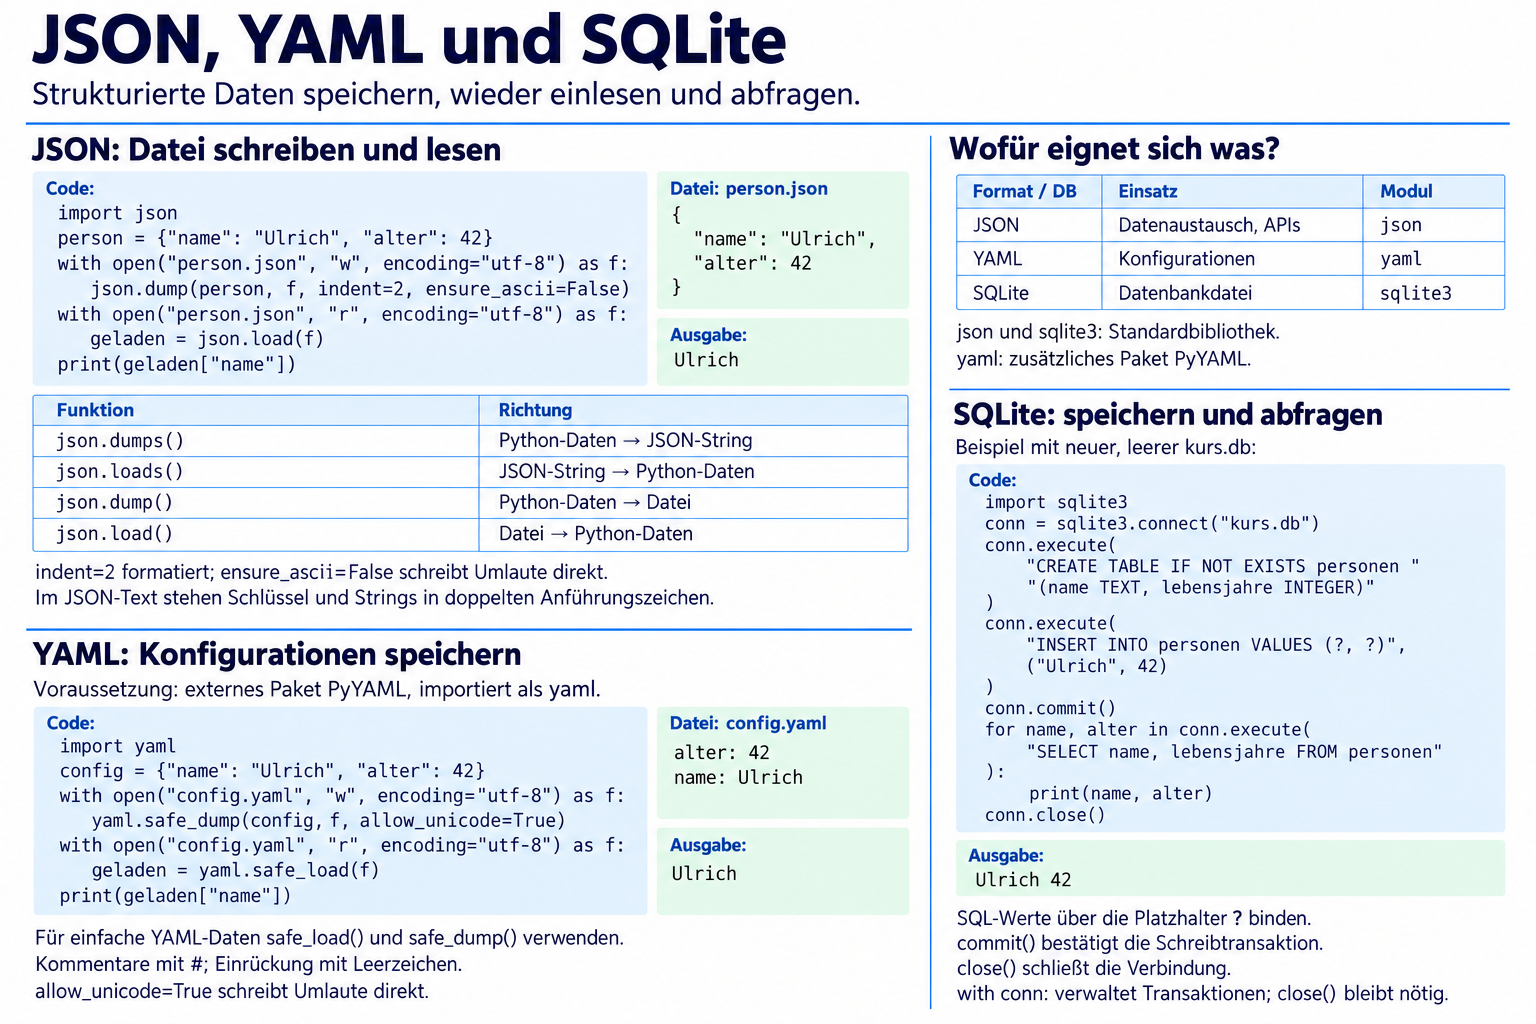 JSON, YAML und SQLite
Strukturierte Daten speichern, wieder einlesen und abfragen.
JSON: Datei schreiben und lesen
Code:
import json
person = {"name": "Ulrich", "alter": 42}
with open("person.json", "w", encoding="utf-8") as f:
    json.dump(person, f, indent=2, ensure_ascii=False)
with open("person.json", "r", encoding="utf-8") as f:
    geladen = json.load(f)
print(geladen["name"])
Datei: person.json
{
  "name": "Ulrich",
  "alter": 42
}
Ausgabe:
Ulrich
Funktion Richtung
json.dumps() Python-Daten → JSON-String
json.loads() JSON-String → Python-Daten
json.dump() Python-Daten → Datei
json.load() Datei → Python-Daten
indent=2 formatiert; ensure_ascii=False schreibt Umlaute direkt.
Im JSON-Text stehen Schlüssel und Strings in doppelten Anführungszeichen.
YAML: Konfigurationen speichern
Voraussetzung: externes Paket PyYAML, importiert als yaml.
Code:
import yaml
config = {"name": "Ulrich", "alter": 42}
with open("config.yaml", "w", encoding="utf-8") as f:
    yaml.safe_dump(config, f, allow_unicode=True)
with open("config.yaml", "r", encoding="utf-8") as f:
    geladen = yaml.safe_load(f)
print(geladen["name"])
Datei: config.yaml
alter: 42
name: Ulrich
Ausgabe:
Ulrich
Für einfache YAML-Daten safe_load() und safe_dump() verwenden.
Kommentare mit #; Einrückung mit Leerzeichen.
allow_unicode=True schreibt Umlaute direkt.
Wofür eignet sich was?
Format / DB Einsatz Modul
JSON Datenaustausch, APIs json
YAML Konfigurationen yaml
SQLite Datenbankdatei sqlite3
json und sqlite3: Standardbibliothek.
yaml: zusätzliches Paket PyYAML.
SQLite: speichern und abfragen
Beispiel mit neuer, leerer kurs.db:
Code:
import sqlite3
conn = sqlite3.connect("kurs.db")
conn.execute(
    "CREATE TABLE IF NOT EXISTS personen "
    "(name TEXT, lebensjahre INTEGER)"
)
conn.execute(
    "INSERT INTO personen VALUES (?, ?)",
    ("Ulrich", 42)
)
conn.commit()
for name, alter in conn.execute(
    "SELECT name, lebensjahre FROM personen"
):
    print(name, alter)
conn.close()
Ausgabe:
Ulrich 42
SQL-Werte über die Platzhalter ? binden.
commit() bestätigt die Schreibtransaktion.
close() schließt die Verbindung.
with conn: verwaltet Transaktionen; close() bleibt nötig.